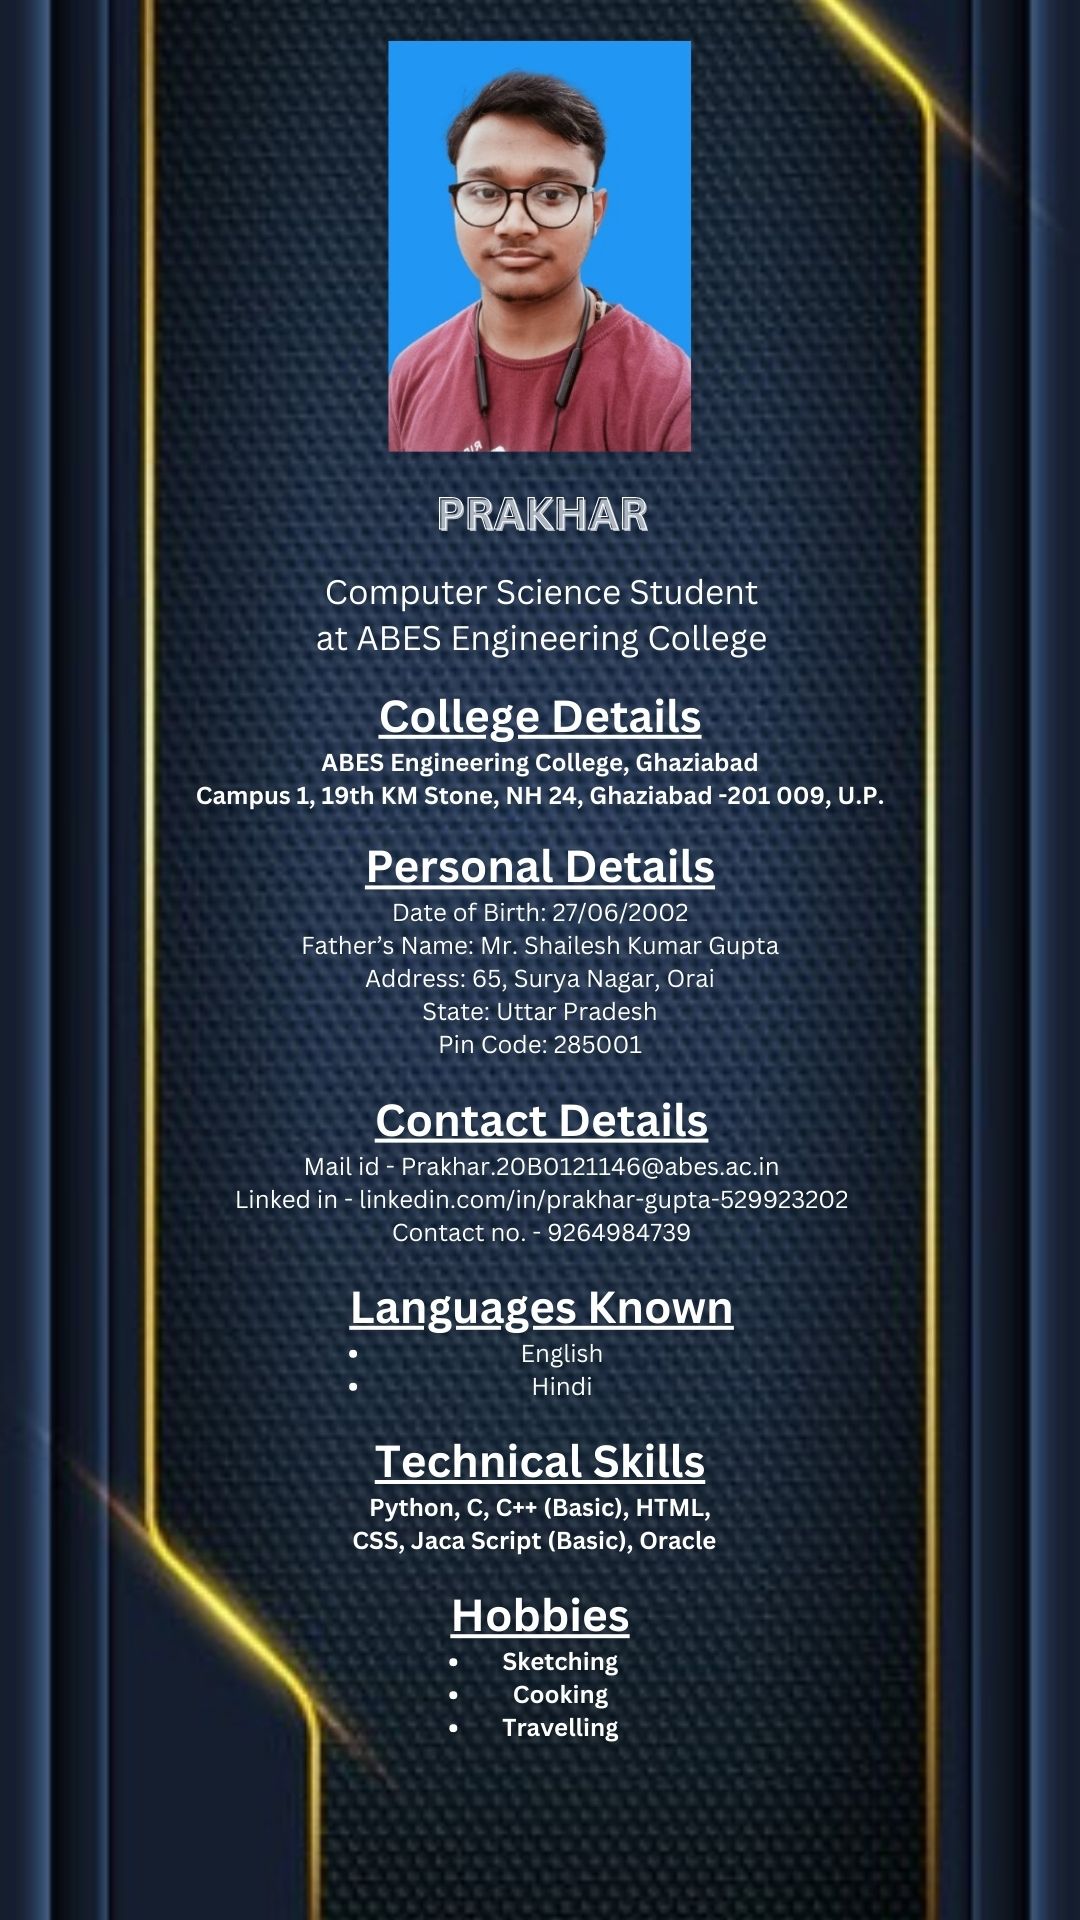 PRAKHAR
Computer Science Student
at ABES Engineering College
College Details
ABES Engineering College, Ghaziabad
Campus 1, 19th KM Stone, NH 24, Ghaziabad -201 009, U.P.
Personal Details
Date of Birth: 27/06/2002
Father’s Name: Mr. Shailesh Kumar Gupta
Address: 65, Surya Nagar, Orai
State: Uttar Pradesh
Pin Code: 285001
Contact Details
Mail id - Prakhar.20B0121146@abes.ac.in
Linked in - linkedin.com/in/prakhar-gupta-529923202
Contact no. - 9264984739
Languages Known
• English
• Hindi
Technical Skills
Python, C, C++ (Basic), HTML,
CSS, Jaca Script (Basic), Oracle
Hobbies
• Sketching
• Cooking
• Travelling